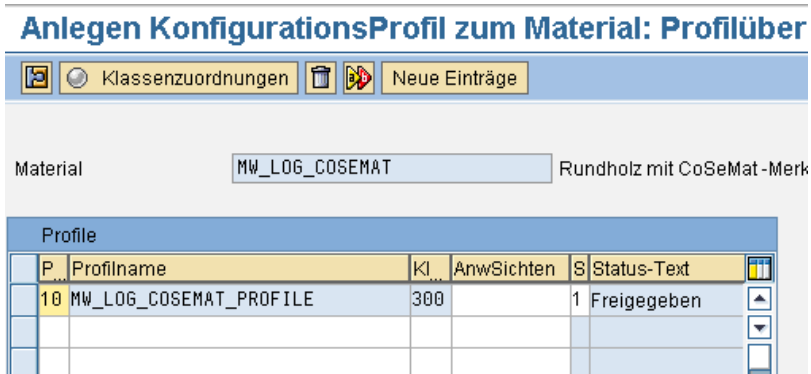 Anlegen KonfigurationsProfil zum Material: Profilüber
Klassenzuordnungen Neue Einträge
Material MW_LOG_COSEMAT Rundholz mit CoSeMat-Merk
Profile
P... Profilname Kl... AnwSichten S Status-Text
10 MW_LOG_COSEMAT_PROFILE 300 1 Freigegeben